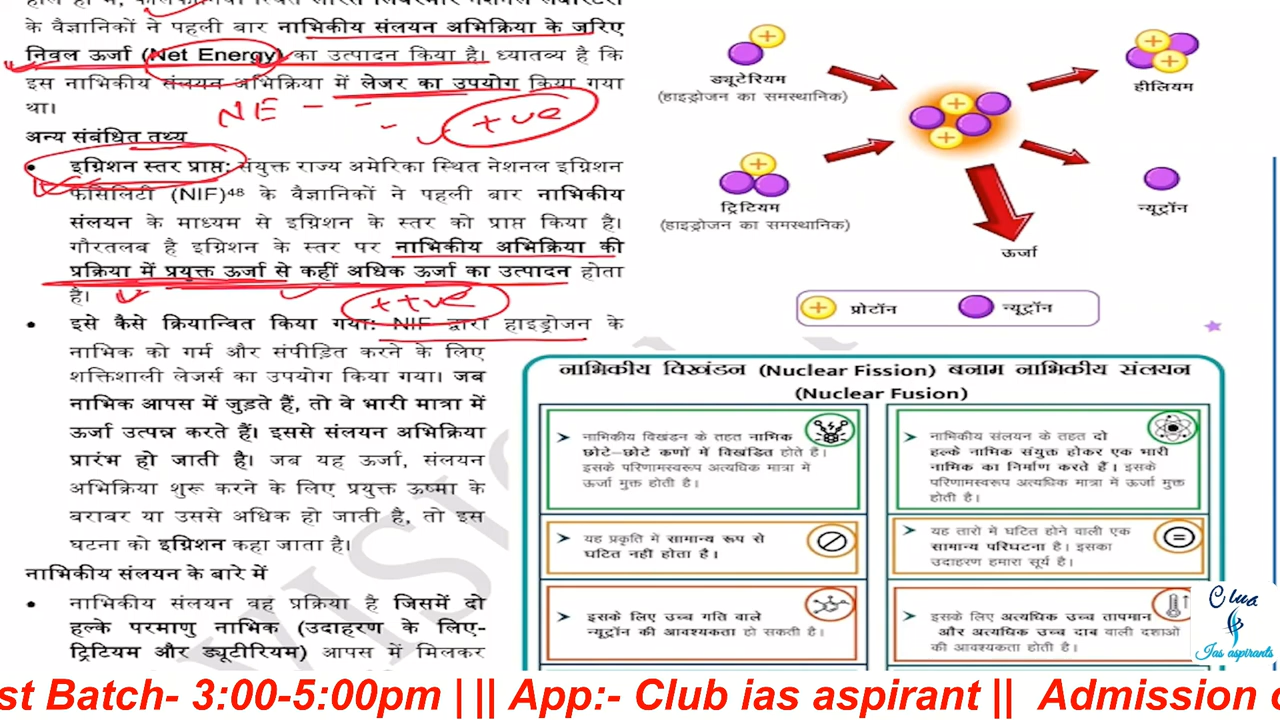 के वैज्ञानिकों ने पहली बार नाभिकीय संलयन अभिक्रिया के जरिए
निवल ऊर्जा (Net Energy) का उत्पादन किया है। ध्यातव्य है कि
इस नाभिकीय संलयन अभिक्रिया में लेजर का उपयोग किया गया
था।
NE
+ve
अन्य संबंधित तथ्य
• इग्निशन स्तर प्राप्त: संयुक्त राज्य अमेरिका स्थित नेशनल इग्निशन
फैसिलिटी (NIF)48 के वैज्ञानिकों ने पहली बार नाभिकीय
संलयन के माध्यम से इग्निशन के स्तर को प्राप्त किया है।
गौरतलब है इग्निशन के स्तर पर नाभिकीय अभिक्रिया की
प्रक्रिया में प्रयुक्त ऊर्जा से कहीं अधिक ऊर्जा का उत्पादन होता
है।
++ve
• इसे कैसे क्रियान्वित किया गया: NIF द्वारा हाइड्रोजन के
नाभिक को गर्म और संपीड़ित करने के लिए
शक्तिशाली लेजर्स का उपयोग किया गया। जब
नाभिक आपस में जुड़ते हैं, तो वे भारी मात्रा में
ऊर्जा उत्पन्न करते हैं। इससे संलयन अभिक्रिया
प्रारंभ हो जाती है। जब यह ऊर्जा, संलयन
अभिक्रिया शुरू करने के लिए प्रयुक्त ऊष्मा के
बराबर या उससे अधिक हो जाती है, तो इस
घटना को इग्निशन कहा जाता है।
नाभिकीय संलयन के बारे में
• नाभिकीय संलयन वह प्रक्रिया है जिसमें दो
हल्के परमाणु नाभिक (उदाहरण के लिए-
ट्रिटियम और ड्यूटीरियम) आपस में मिलकर
ड्यूटेरियम
(हाइड्रोजन का समस्थानिक)
हीलियम
ट्रिटियम
(हाइड्रोजन का समस्थानिक)
न्यूट्रॉन
ऊर्जा
प्रोटॉन
न्यूट्रॉन
नाभिकीय विखंडन (Nuclear Fission) बनाम नाभिकीय संलयन
(Nuclear Fusion)
➤ नाभिकीय विखंडन के तहत नाभिक
छोटे-छोटे कणों में विखंडित होते है।
इसके परिणामस्वरूप अत्यधिक मात्रा मे
ऊर्जा मुक्त होती है।
➤ नाभिकीय संलयन के तहत दो
हल्के नाभिक संयुक्त होकर एक भारी
नाभिक का निर्माण करते हैं। इसके
परिणामस्वरूप अत्यधिक मात्रा में ऊर्जा मुक्त
होती है।
➤ यह प्रकृति में सामान्य रूप से
घटित नहीं होता है।
➤ यह तारो मे घटित होने वाली एक
सामान्य परिघटना है। इसका
उदाहरण हमारा सूर्य है।
➤ इसके लिए उच्च गति वाले
न्यूट्रॉन की आवश्यकता हो सकती है।
➤ इसके लिए अत्यधिक उच्च तापमान
और अत्यधिक उच्च दाब वाली दशाओं
की आवश्यकता होती है।
VIS
Ias aspirants
st Batch- 3:00-5:00pm | || App:- Club ias aspirant || Admission